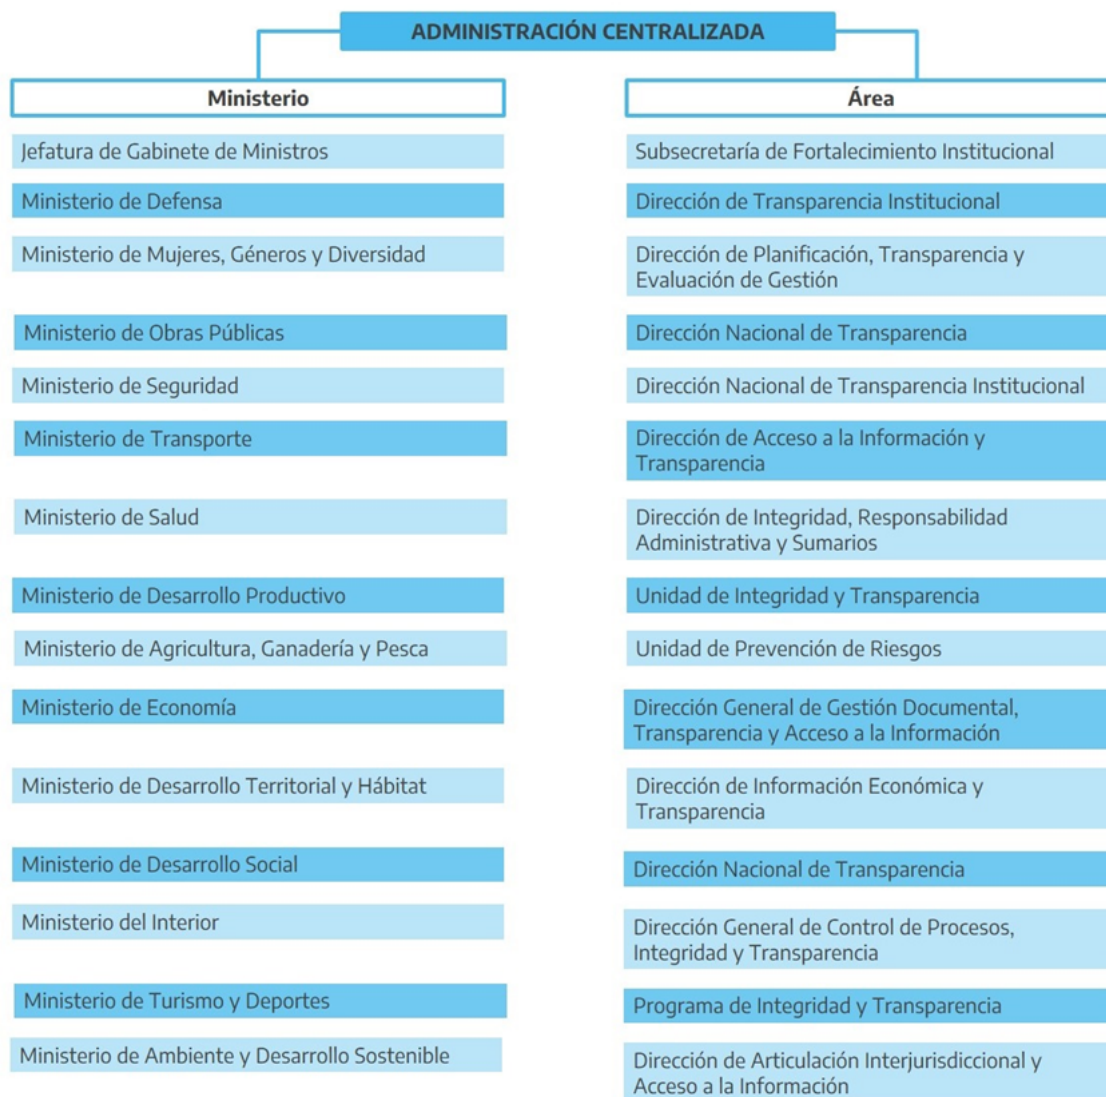 ADMINISTRACIÓN CENTRALIZADA
Ministerio
Área
Jefatura de Gabinete de Ministros
Subsecretaría de Fortalecimiento Institucional
Ministerio de Defensa
Dirección de Transparencia Institucional
Ministerio de Mujeres, Géneros y Diversidad
Dirección de Planificación, Transparencia y
Evaluación de Gestión
Ministerio de Obras Públicas
Dirección Nacional de Transparencia
Ministerio de Seguridad
Dirección Nacional de Transparencia Institucional
Ministerio de Transporte
Dirección de Acceso a la Información y
Transparencia
Ministerio de Salud
Dirección de Integridad, Responsabilidad
Administrativa y Sumarios
Ministerio de Desarrollo Productivo
Unidad de Integridad y Transparencia
Ministerio de Agricultura, Ganadería y Pesca
Unidad de Prevención de Riesgos
Ministerio de Economía
Dirección General de Gestión Documental,
Transparencia y Acceso a la Información
Ministerio de Desarrollo Territorial y Hábitat
Dirección de Información Económica y
Transparencia
Ministerio de Desarrollo Social
Dirección Nacional de Transparencia
Ministerio del Interior
Dirección General de Control de Procesos,
Integridad y Transparencia
Ministerio de Turismo y Deportes
Programa de Integridad y Transparencia
Ministerio de Ambiente y Desarrollo Sostenible
Dirección de Articulación Interjurisdiccional y
Acceso a la Información